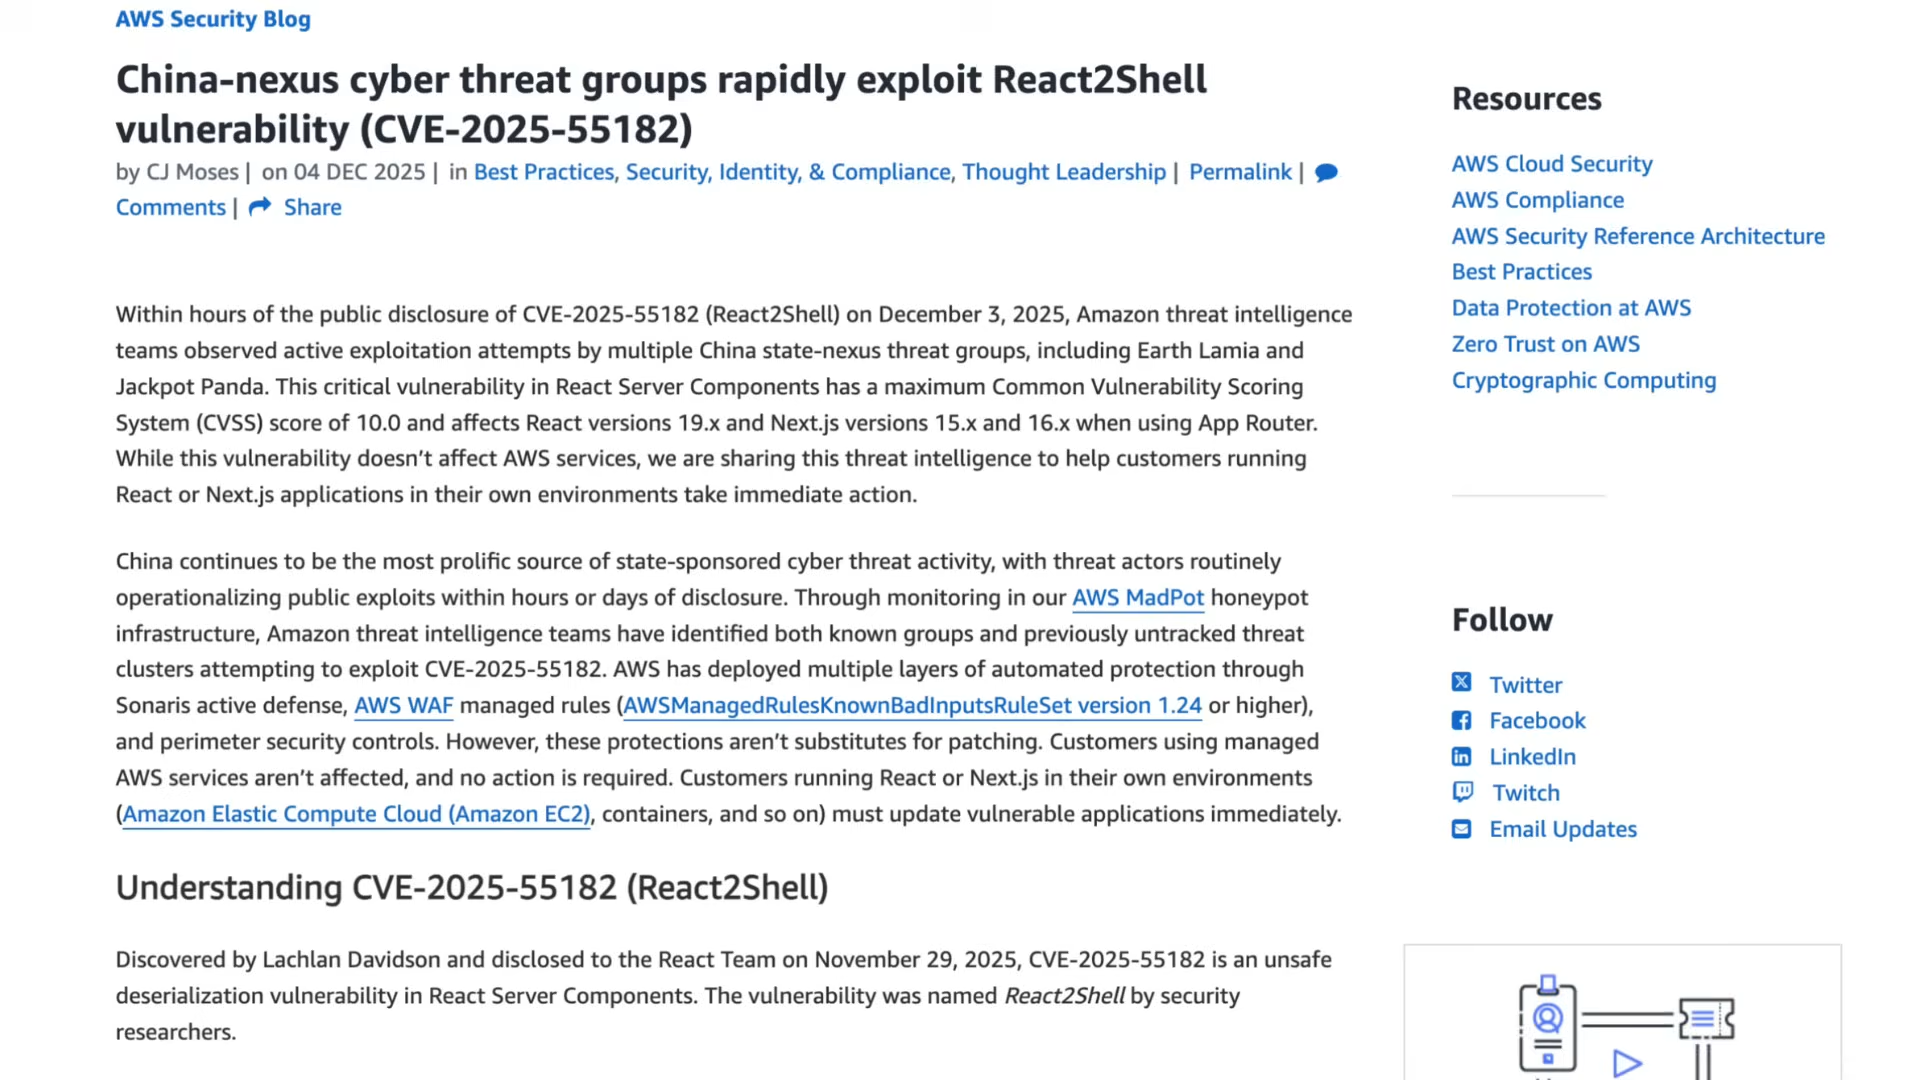 AWS Security Blog
China-nexus cyber threat groups rapidly exploit React2Shell
vulnerability (CVE-2025-55182)
by CJ Moses | on 04 DEC 2025 | in Best Practices, Security, Identity, & Compliance, Thought Leadership | Permalink |
Comments | Share
Within hours of the public disclosure of CVE-2025-55182 (React2Shell) on December 3, 2025, Amazon threat intelligence
teams observed active exploitation attempts by multiple China state-nexus threat groups, including Earth Lamia and
Jackpot Panda. This critical vulnerability in React Server Components has a maximum Common Vulnerability Scoring
System (CVSS) score of 10.0 and affects React versions 19.x and Next.js versions 15.x and 16.x when using App Router.
While this vulnerability doesn’t affect AWS services, we are sharing this threat intelligence to help customers running
React or Next.js applications in their own environments take immediate action.
China continues to be the most prolific source of state-sponsored cyber threat activity, with threat actors routinely
operationalizing public exploits within hours or days of disclosure. Through monitoring in our AWS MadPot honeypot
infrastructure, Amazon threat intelligence teams have identified both known groups and previously untracked threat
clusters attempting to exploit CVE-2025-55182. AWS has deployed multiple layers of automated protection through
Sonaris active defense, AWS WAF managed rules (AWSManagedRulesKnownBadInputsRuleSet version 1.24 or higher),
and perimeter security controls. However, these protections aren’t substitutes for patching. Customers using managed
AWS services aren’t affected, and no action is required. Customers running React or Next.js in their own environments
(Amazon Elastic Compute Cloud (Amazon EC2), containers, and so on) must update vulnerable applications immediately.
Understanding CVE-2025-55182 (React2Shell)
Discovered by Lachlan Davidson and disclosed to the React Team on November 29, 2025, CVE-2025-55182 is an unsafe
deserialization vulnerability in React Server Components. The vulnerability was named React2Shell by security
researchers.
Resources
AWS Cloud Security
AWS Compliance
AWS Security Reference Architecture
Best Practices
Data Protection at AWS
Zero Trust on AWS
Cryptographic Computing
Follow
Twitter
Facebook
LinkedIn
Twitch
Email Updates